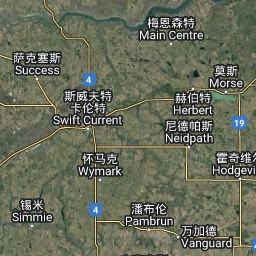 梅恩森特
Main Centre
萨克塞斯
Success
4
莫斯
Morse
斯威夫特
卡伦特
Swift Current
赫伯特
Herbert
19
尼德帕斯
Neidpath
怀马克
Wymark
霍奇维尔
Hodgevi
锡米
Simmie
4
潘布伦
Pambrun
万加德
Vanguard